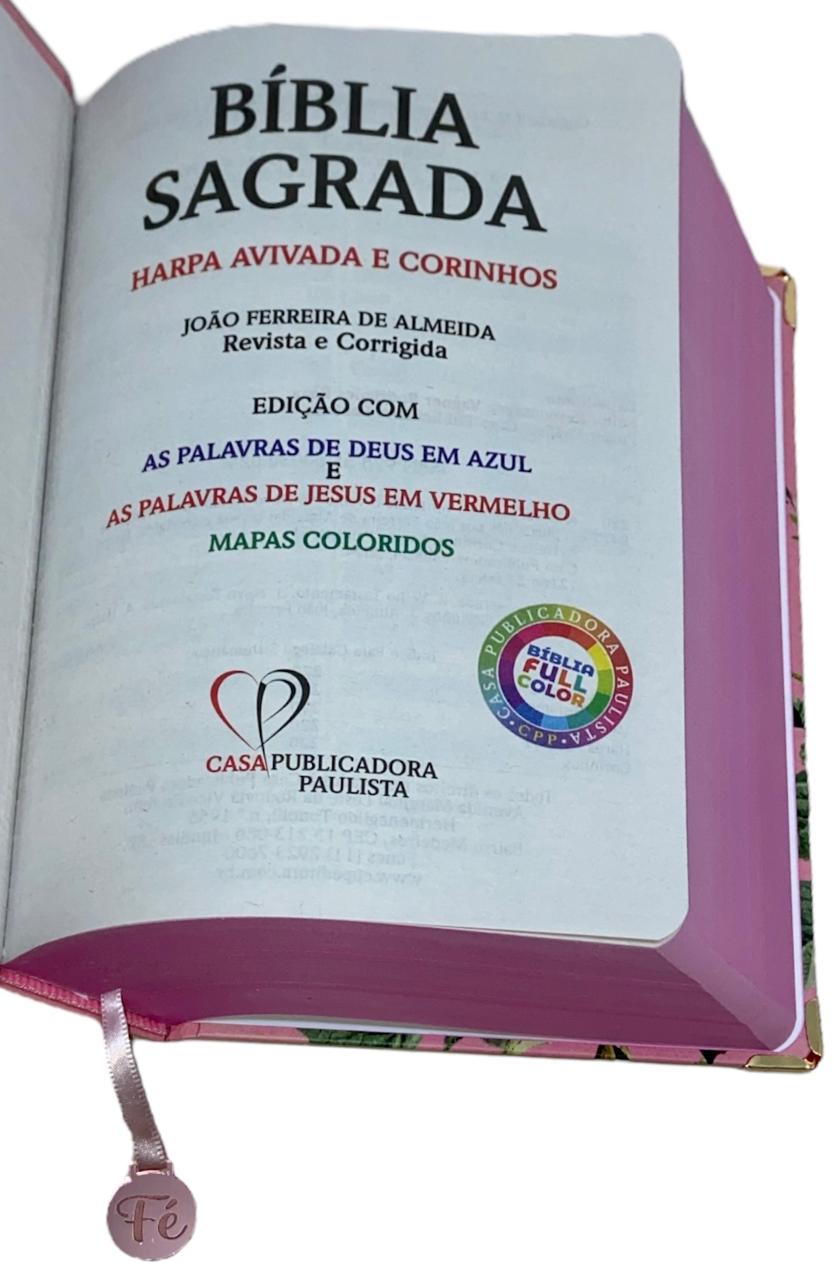 BÍBLIA
SAGRADA
HARPA AVIVADA E CORINHOS
JOÃO FERREIRA DE ALMEIDA
Revista e Corrigida
EDIÇÃO COM
AS PALAVRAS DE DEUS EM AZUL
E
AS PALAVRAS DE JESUS EM VERMELHO
MAPAS COLORIDOS
CASA PUBLICADORA PAULISTA
BÍBLIA
FULL
COLOR
• CPP •
CASA PUBLICADORA
PAULISTA
Fé